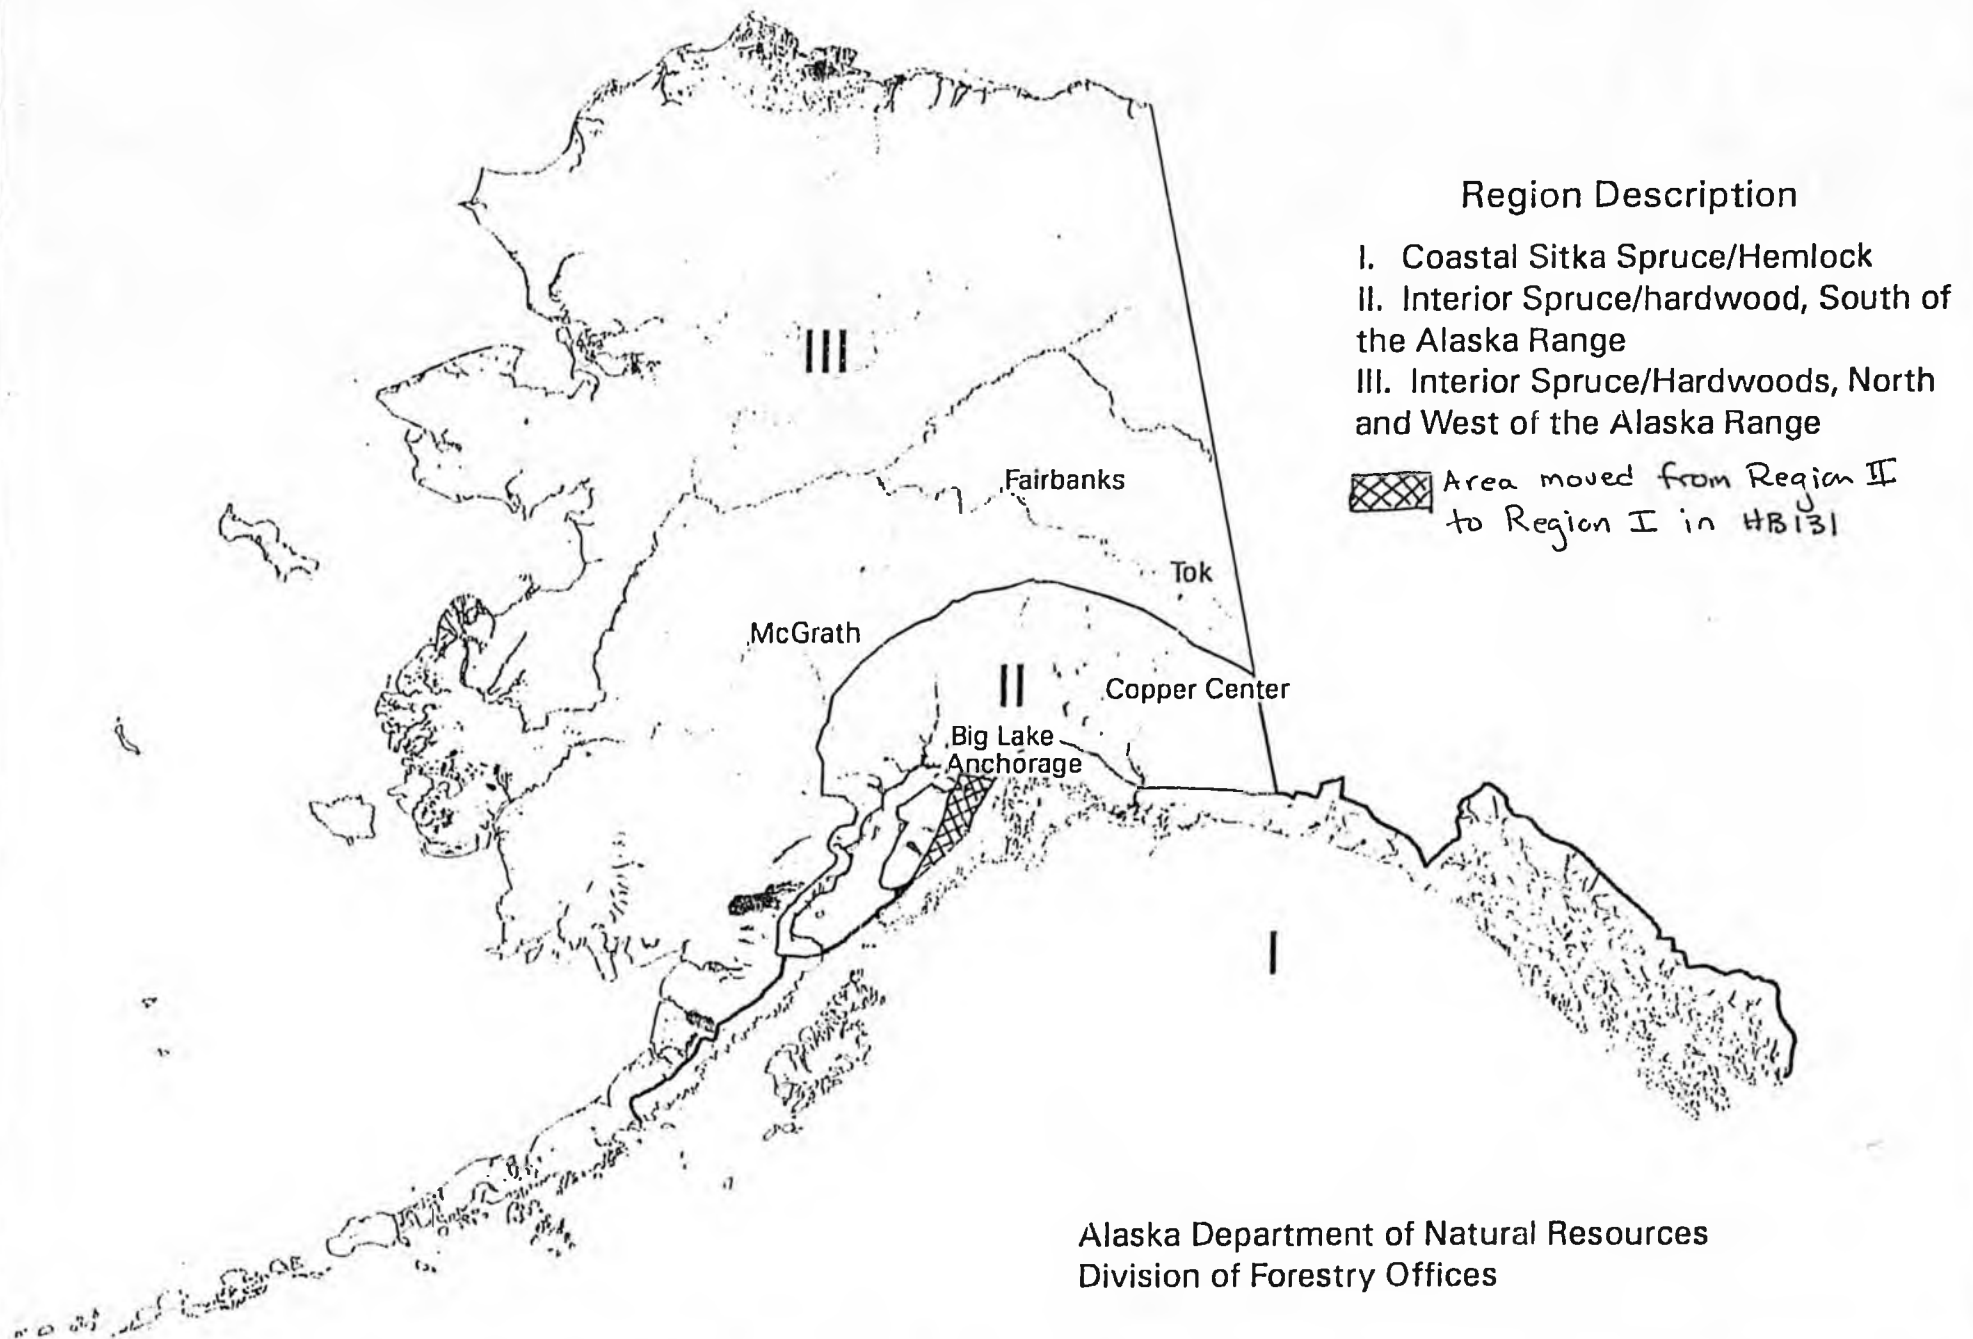 Region Description
I. Coastal Sitka Spruce/Hemlock
II. Interior Spruce/hardwood, South of
the Alaska Range
III. Interior Spruce/Hardwoods, North
and West of the Alaska Range
Area moved from Region II
to Region I in HB131
III
Fairbanks
Tok
McGrath
II
Copper Center
Big Lake
Anchorage
I
Alaska Department of Natural Resources
Division of Forestry Offices